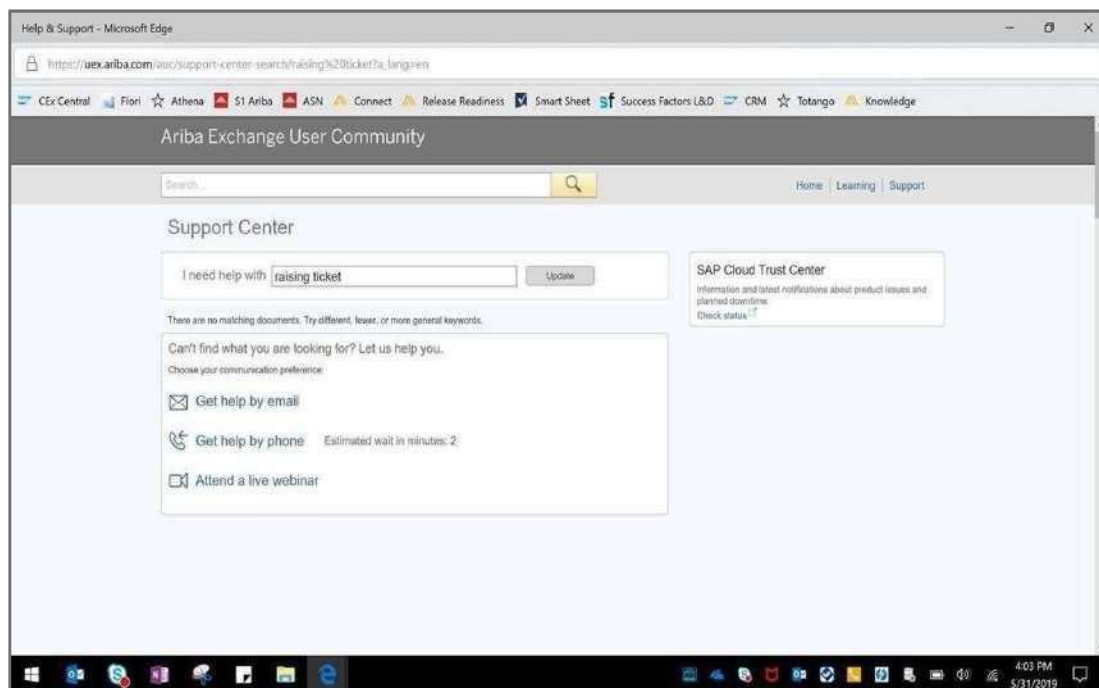 Help & Support - Microsoft Edge
https://uex.ariba.com/auc/support-center-search/raising%20ticket?a_lang=en
CEx Central Fiori Athena S1 Ariba ASN Connect Release Readiness Smart Sheet Sf Success Factors L&D CRM Totango Knowledge
Ariba Exchange User Community
Search...
Home | Learning | Support
Support Center
I need help with raising ticket Update
There are no matching documents. Try different, fewer, or more general keywords.
Can't find what you are looking for? Let us help you.
Choose your communication preference:
Get help by email
Get help by phone Estimated wait in minutes: 2
Attend a live webinar
SAP Cloud Trust Center
Information and latest notifications about product issues and
planned downtime.
Check status
4:03 PM
5/31/2019